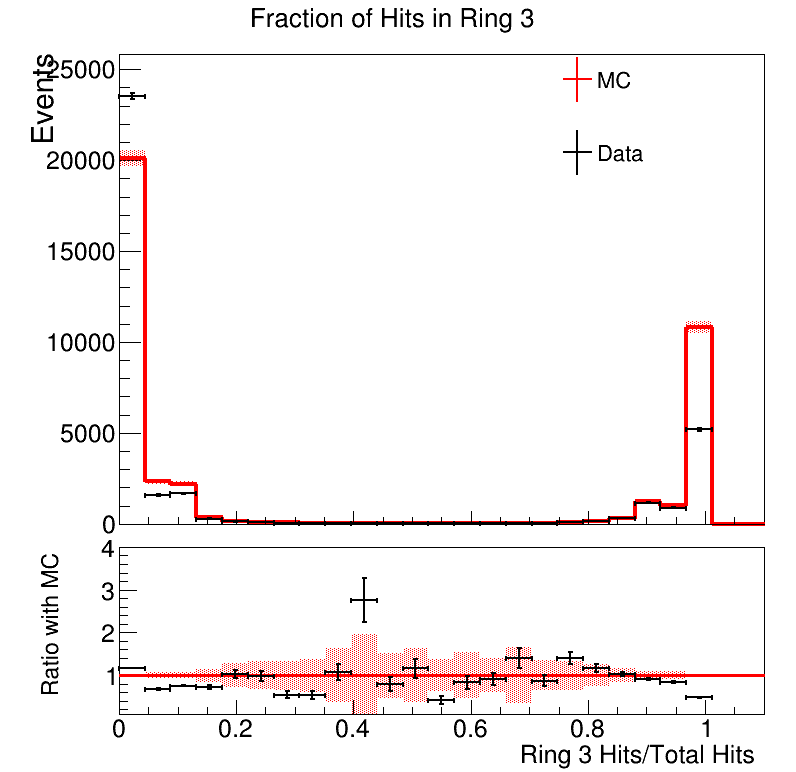 Fraction of Hits in Ring 3
Events
25000
20000
15000
10000
5000
0
MC
Data
Ratio with MC
4
3
2
1
0
0.2
0.4
0.6
0.8
1
Ring 3 Hits/Total Hits